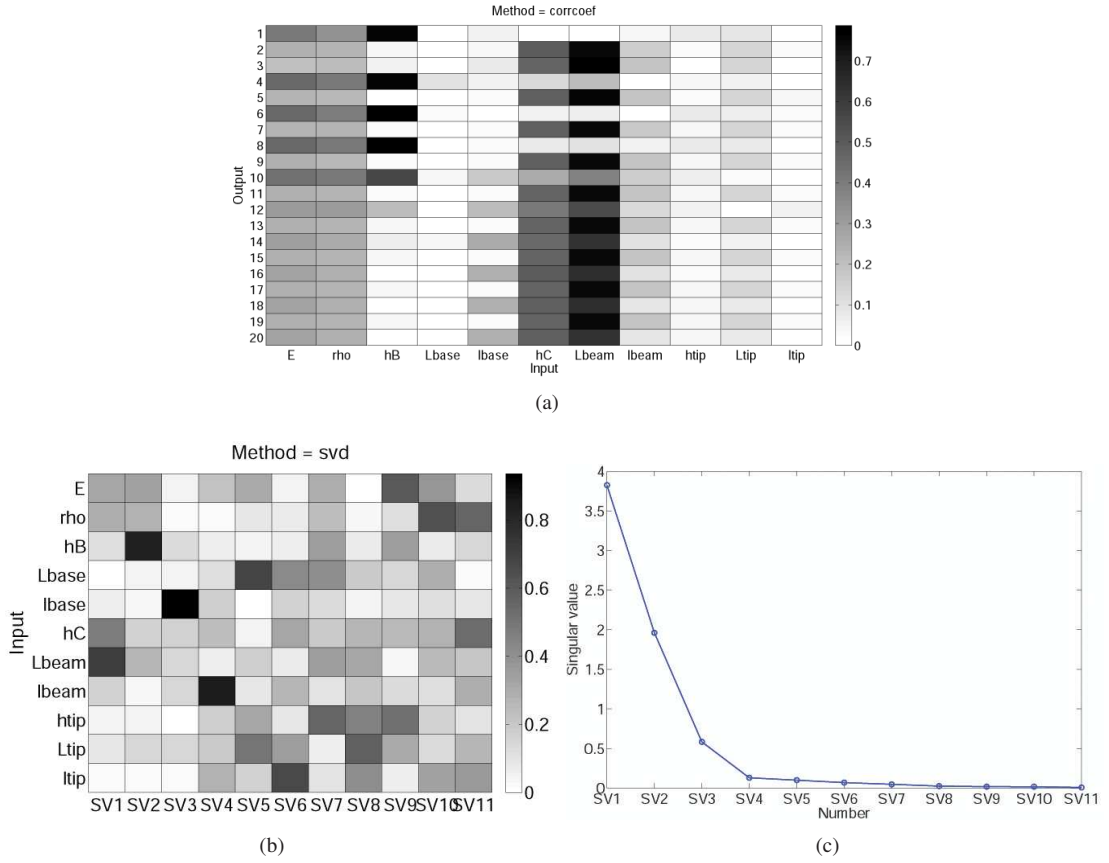 Method = corrcoef
Output
1
2
3
4
5
6
7
8
9
10
11
12
13
14
15
16
17
18
19
20
E rho hB Lbase lbase hC Lbeam lbeam htip Ltip ltip
Input
0.7
0.6
0.5
0.4
0.3
0.2
0.1
0
(a)
Method = svd
Input
E
rho
hB
Lbase
lbase
hC
Lbeam
lbeam
htip
Ltip
ltip
SV1 SV2 SV3 SV4 SV5 SV6 SV7 SV8 SV9 SV10 SV11
0.8
0.6
0.4
0.2
0
(b)
Singular value
4
3.5
3
2.5
2
1.5
1
0.5
0
SV1 SV2 SV3 SV4 SV5 SV6 SV7 SV8 SV9 SV10 SV11
Number
(c)